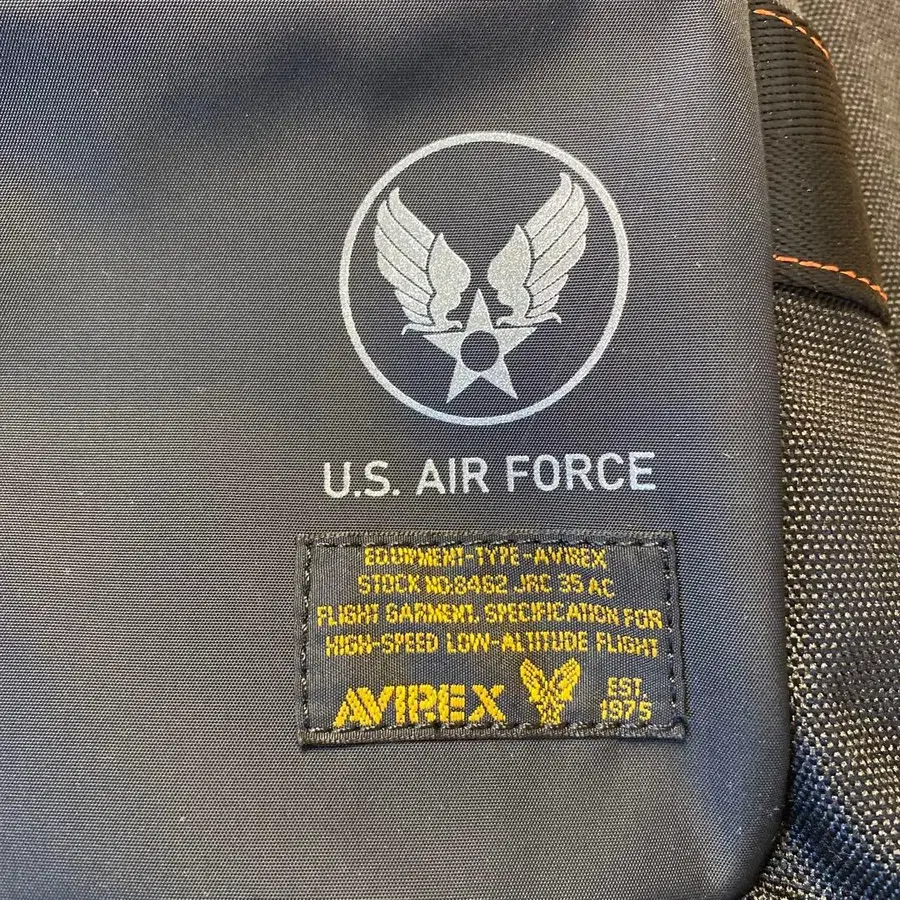 U.S. AIR FORCE
EQUIPMENT-TYPE-AVIREX
STOCK NO:8462 JRC 35 AC
FLIGHT GARMENT. SPECIFICATION FOR
HIGH-SPEED LOW-ALTITUDE FLIGHT
AVIREX EST. 1975